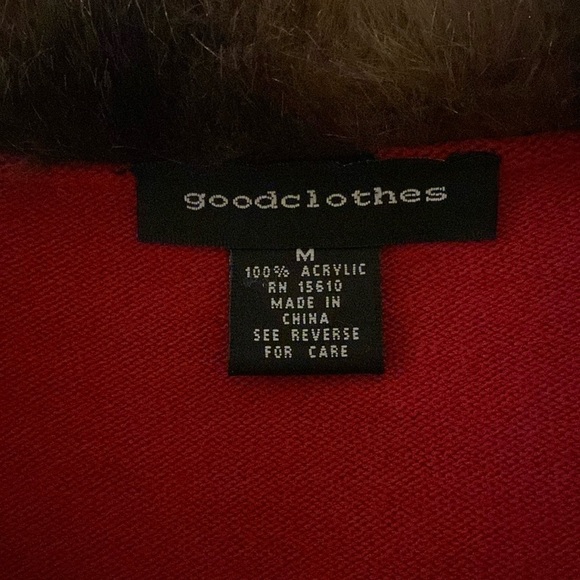 goodclothes
M
100% ACRYLIC
RN 15610
MADE IN
CHINA
SEE REVERSE
FOR CARE